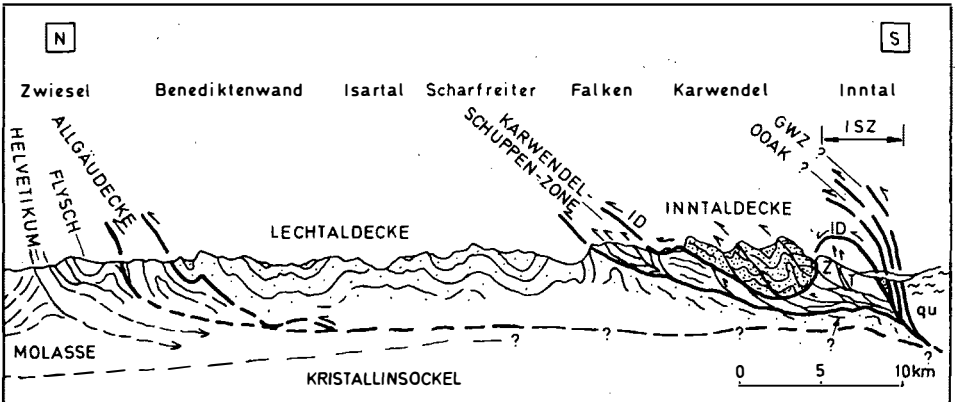 N
S
Zwiesel Benediktenwand Isartal Scharfreiter Falken Karwendel Inntal
ISZ
GWZ ?
OOAK ?
HELVETIKUM
FLYSCH
ALLGÄUDECKE
KARWENDEL-
SCHUPPEN-ZONE
ID
INNTALDECKE
ID
LECHTALDECKE
Z
qu
MOLASSE
? ? ? ? ? ?
?
KRISTALLINSOCKEL
0 5 10km